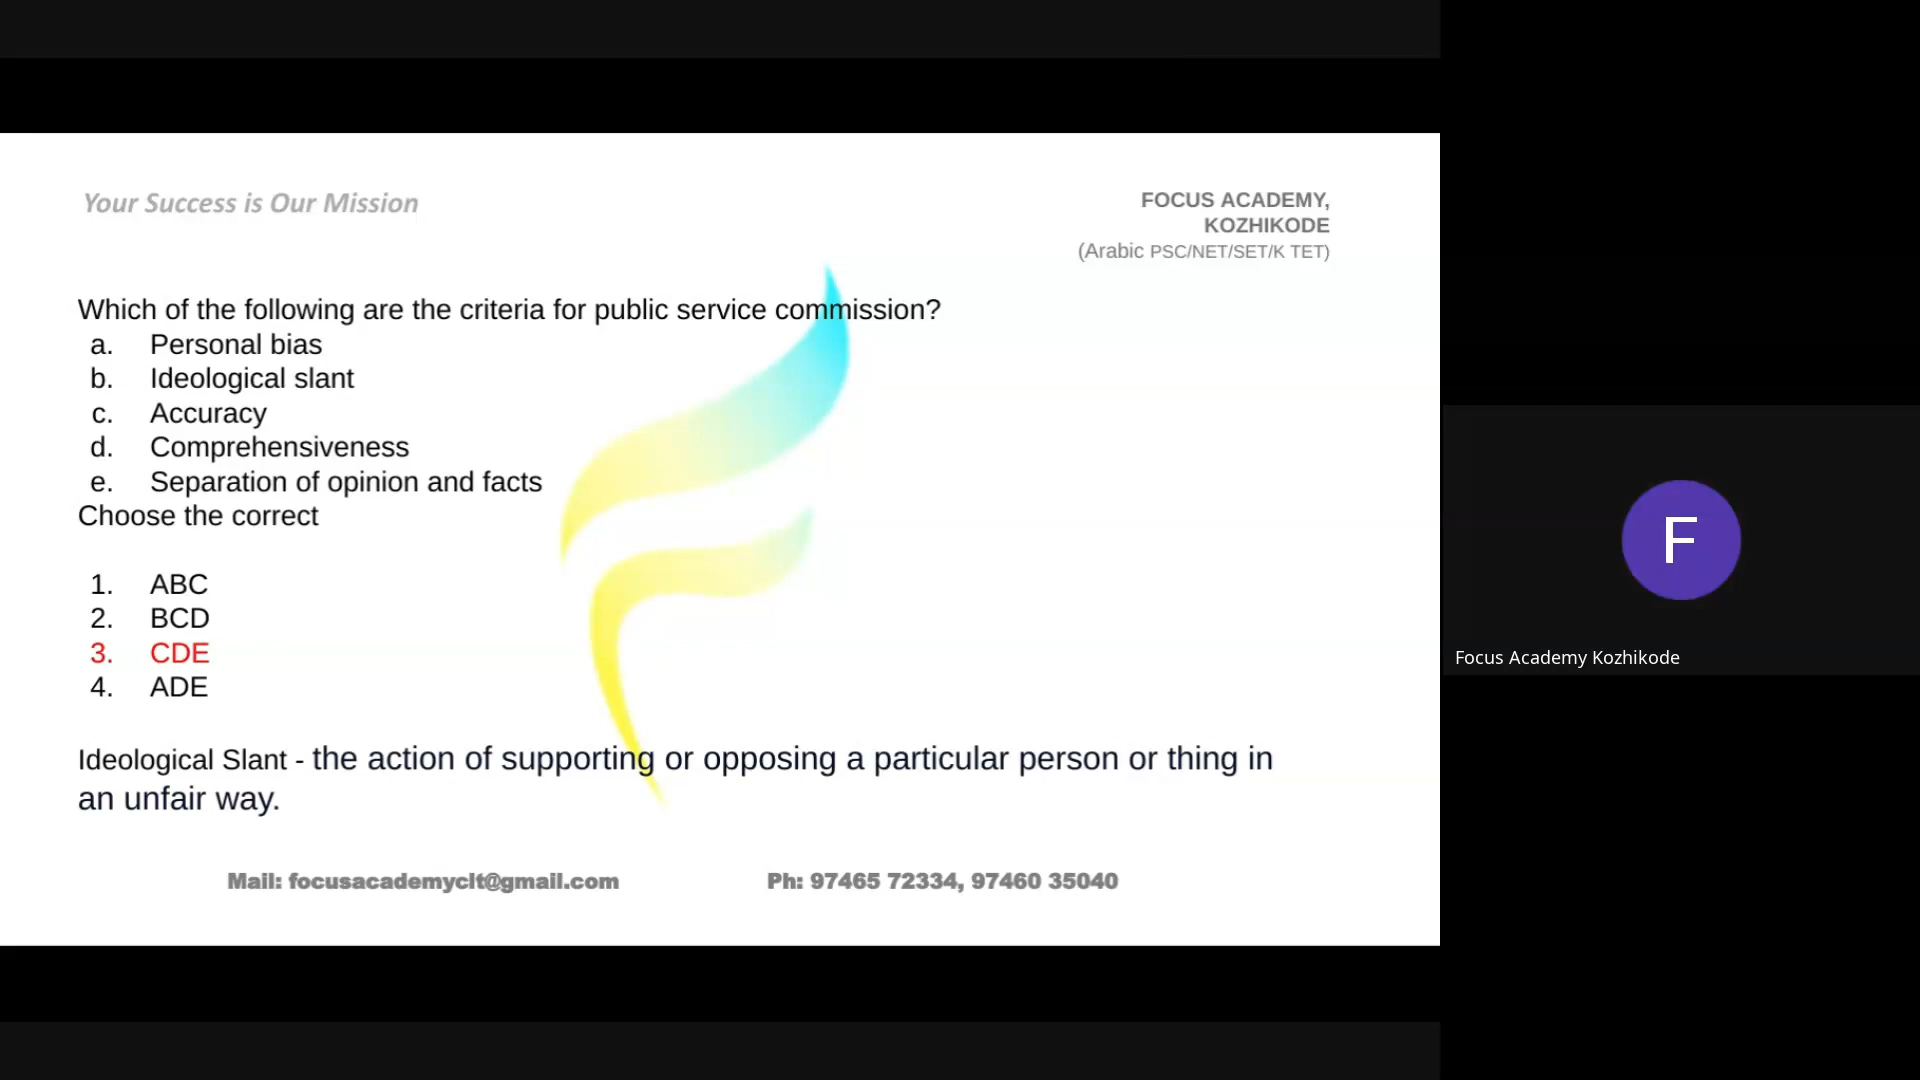 Your Success is Our Mission
FOCUS ACADEMY,
KOZHIKODE
(Arabic PSC/NET/SET/K TET)
Which of the following are the criteria for public service commission?
a. Personal bias
b. Ideological slant
c. Accuracy
d. Comprehensiveness
e. Separation of opinion and facts
Choose the correct
1. ABC
2. BCD
3. CDE
4. ADE
Ideological Slant - the action of supporting or opposing a particular person or thing in
an unfair way.
Mail: focusacademyclt@gmail.com Ph: 97465 72334, 97460 35040
F
Focus Academy Kozhikode